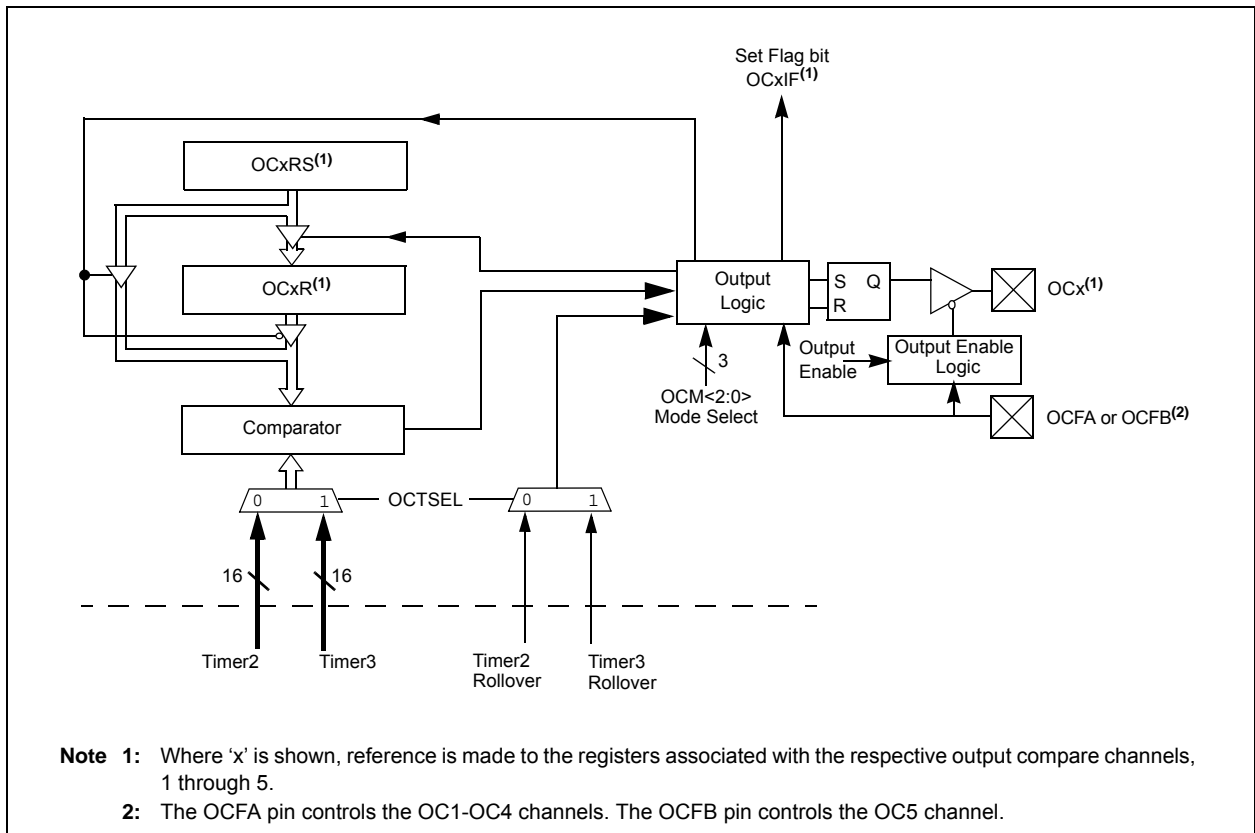 Set Flag bit
OCxIF(1)
OCxRS(1)
OCxR(1)
Output
Logic
S Q
R
OCx(1)
Output
Enable
Output Enable
Logic
3
OCM<2:0>
Mode Select
OCFA or OCFB(2)
Comparator
0 1
OCTSEL
0 1
16
16
Timer2
Timer3
Timer2
Rollover
Timer3
Rollover
Note 1: Where ‘x’ is shown, reference is made to the registers associated with the respective output compare channels,
1 through 5.
2: The OCFA pin controls the OC1-OC4 channels. The OCFB pin controls the OC5 channel.